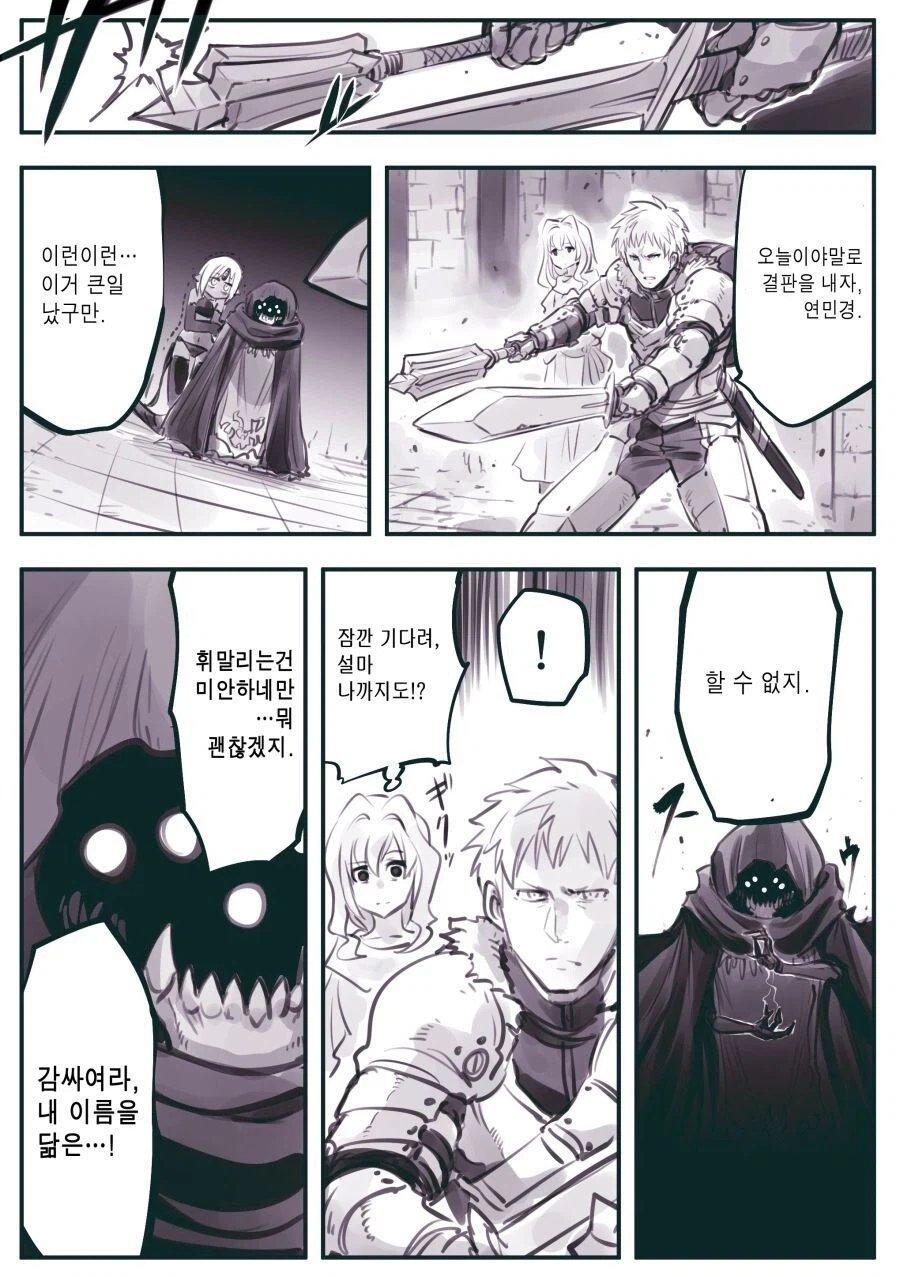 오늘이야말로
결판을 내자,
연민경.
이런이런…
이거 큰일
났구만.
할 수 없지.
!
잠깐 기다려,
설마
나까지도!?
휘말리는건
미안하네만
…뭐
괜찮겠지.
감싸여라,
내 이름을
닮은…!